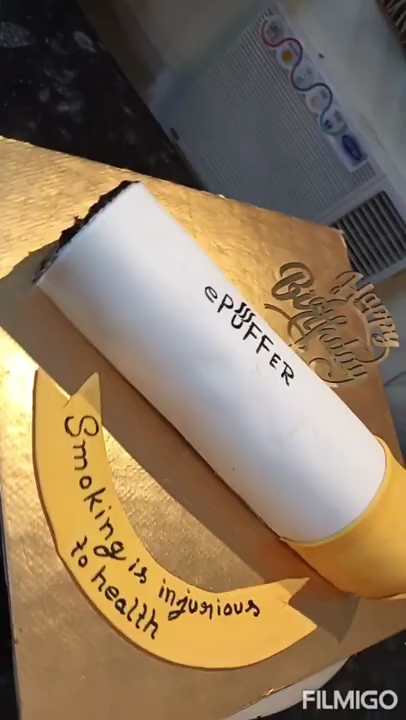 Happy
Birthday
ePUFFER
Smoking is injurious
to health
FILMIGO